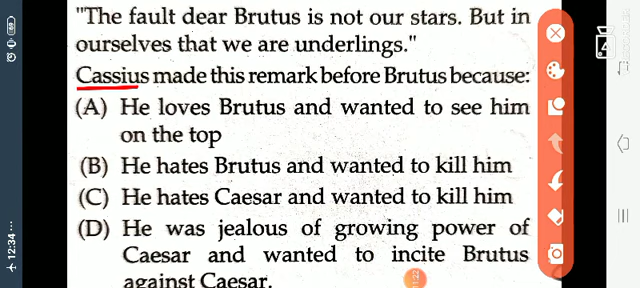 "The fault dear Brutus is not our stars. But in
ourselves that we are underlings."
Cassius made this remark before Brutus because:
(A) He loves Brutus and wanted to see him
on the top
(B) He hates Brutus and wanted to kill him
(C) He hates Caesar and wanted to kill him
(D) He was jealous of growing power of
Caesar and wanted to incite Brutus
against Caesar.
12:34 ...
11:22